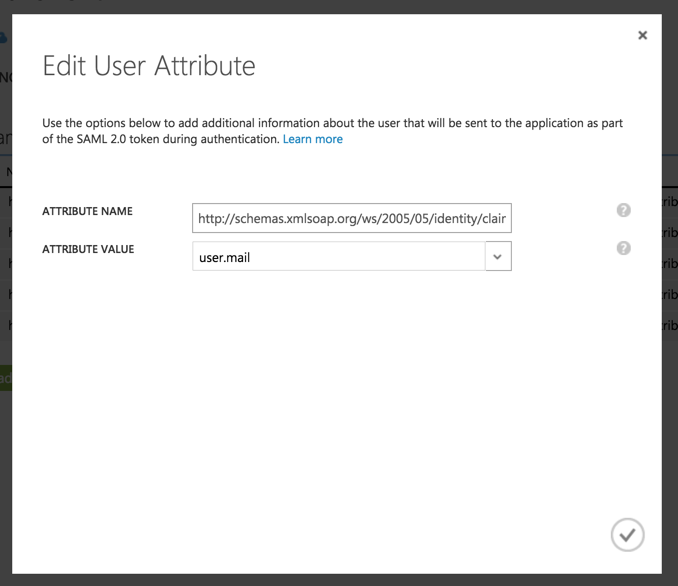 Edit User Attribute
Use the options below to add additional information about the user that will be sent to the application as part
of the SAML 2.0 token during authentication. Learn more
ATTRIBUTE NAME
http://schemas.xmlsoap.org/ws/2005/05/identity/clair
?
ATTRIBUTE VALUE
user.mail
?